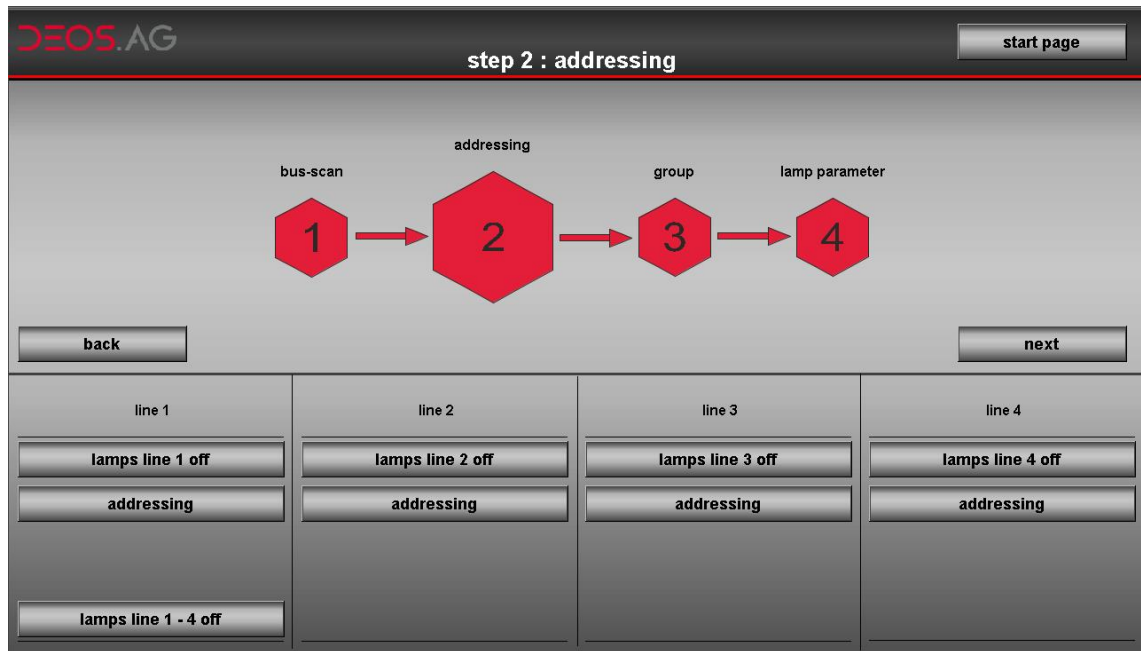 DEOS.AG
start page
step 2 : addressing
addressing
bus-scan
group
lamp parameter
1
2
3
4
back
next
line 1
line 2
line 3
line 4
lamps line 1 off
lamps line 2 off
lamps line 3 off
lamps line 4 off
addressing
addressing
addressing
addressing
lamps line 1 - 4 off